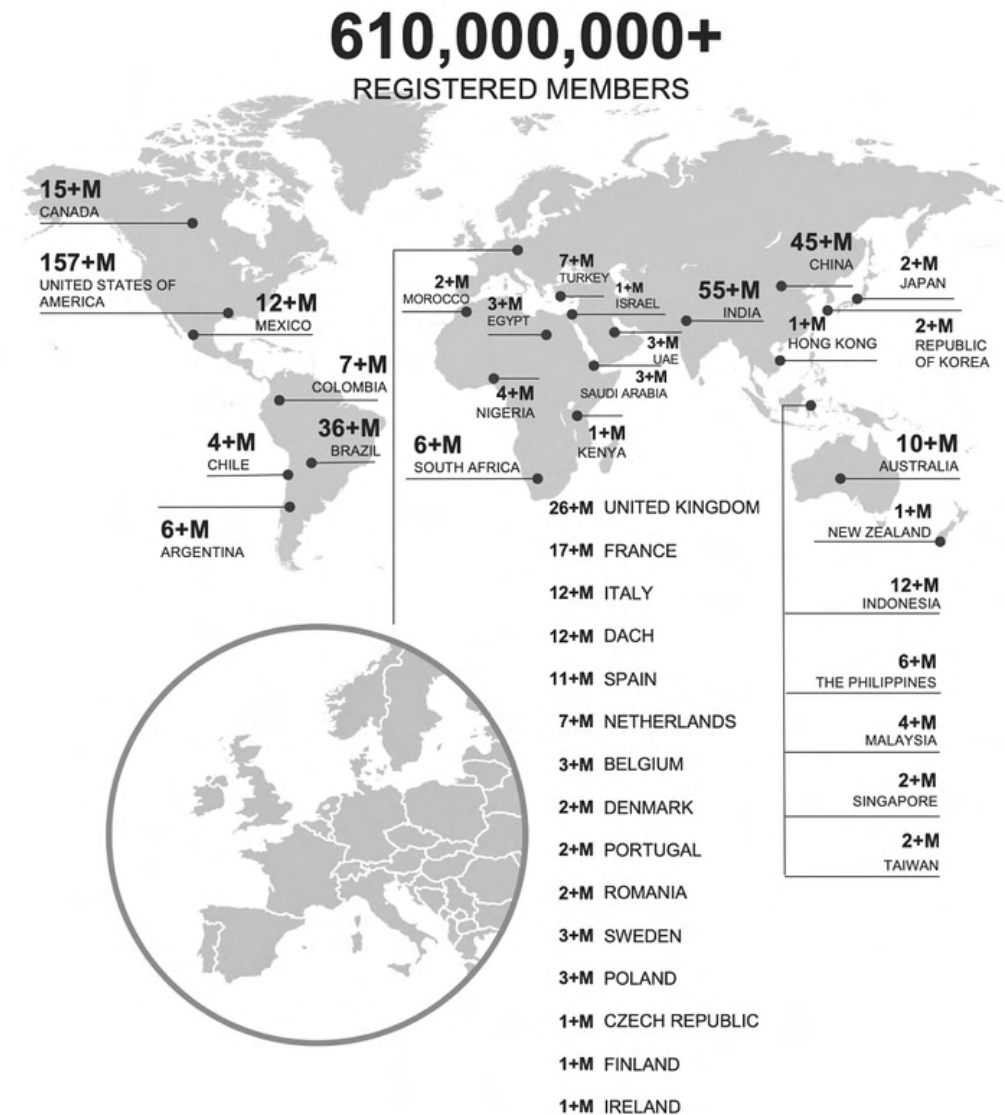 610,000,000+
REGISTERED MEMBERS
15+M
CANADA
157+M
UNITED STATES OF
AMERICA
12+M
MEXICO
7+M
COLOMBIA
36+M
BRAZIL
4+M
CHILE
6+M
ARGENTINA
2+M
MOROCCO
3+M
EGYPT
7+M
TURKEY
1+M
ISRAEL
3+M
UAE
3+M
SAUDI ARABIA
4+M
NIGERIA
1+M
KENYA
6+M
SOUTH AFRICA
55+M
INDIA
45+M
CHINA
2+M
JAPAN
1+M
HONG KONG
2+M
REPUBLIC
OF KOREA
10+M
AUSTRALIA
1+M
NEW ZEALAND
26+M UNITED KINGDOM
17+M FRANCE
12+M ITALY
12+M DACH
11+M SPAIN
7+M NETHERLANDS
3+M BELGIUM
2+M DENMARK
2+M PORTUGAL
2+M ROMANIA
3+M SWEDEN
3+M POLAND
1+M CZECH REPUBLIC
1+M FINLAND
1+M IRELAND
12+M
INDONESIA
6+M
THE PHILIPPINES
4+M
MALAYSIA
2+M
SINGAPORE
2+M
TAIWAN